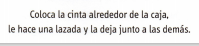 Coloca la cinta alrededor de la caja,
le hace una lazada y la deja junto a las demás.